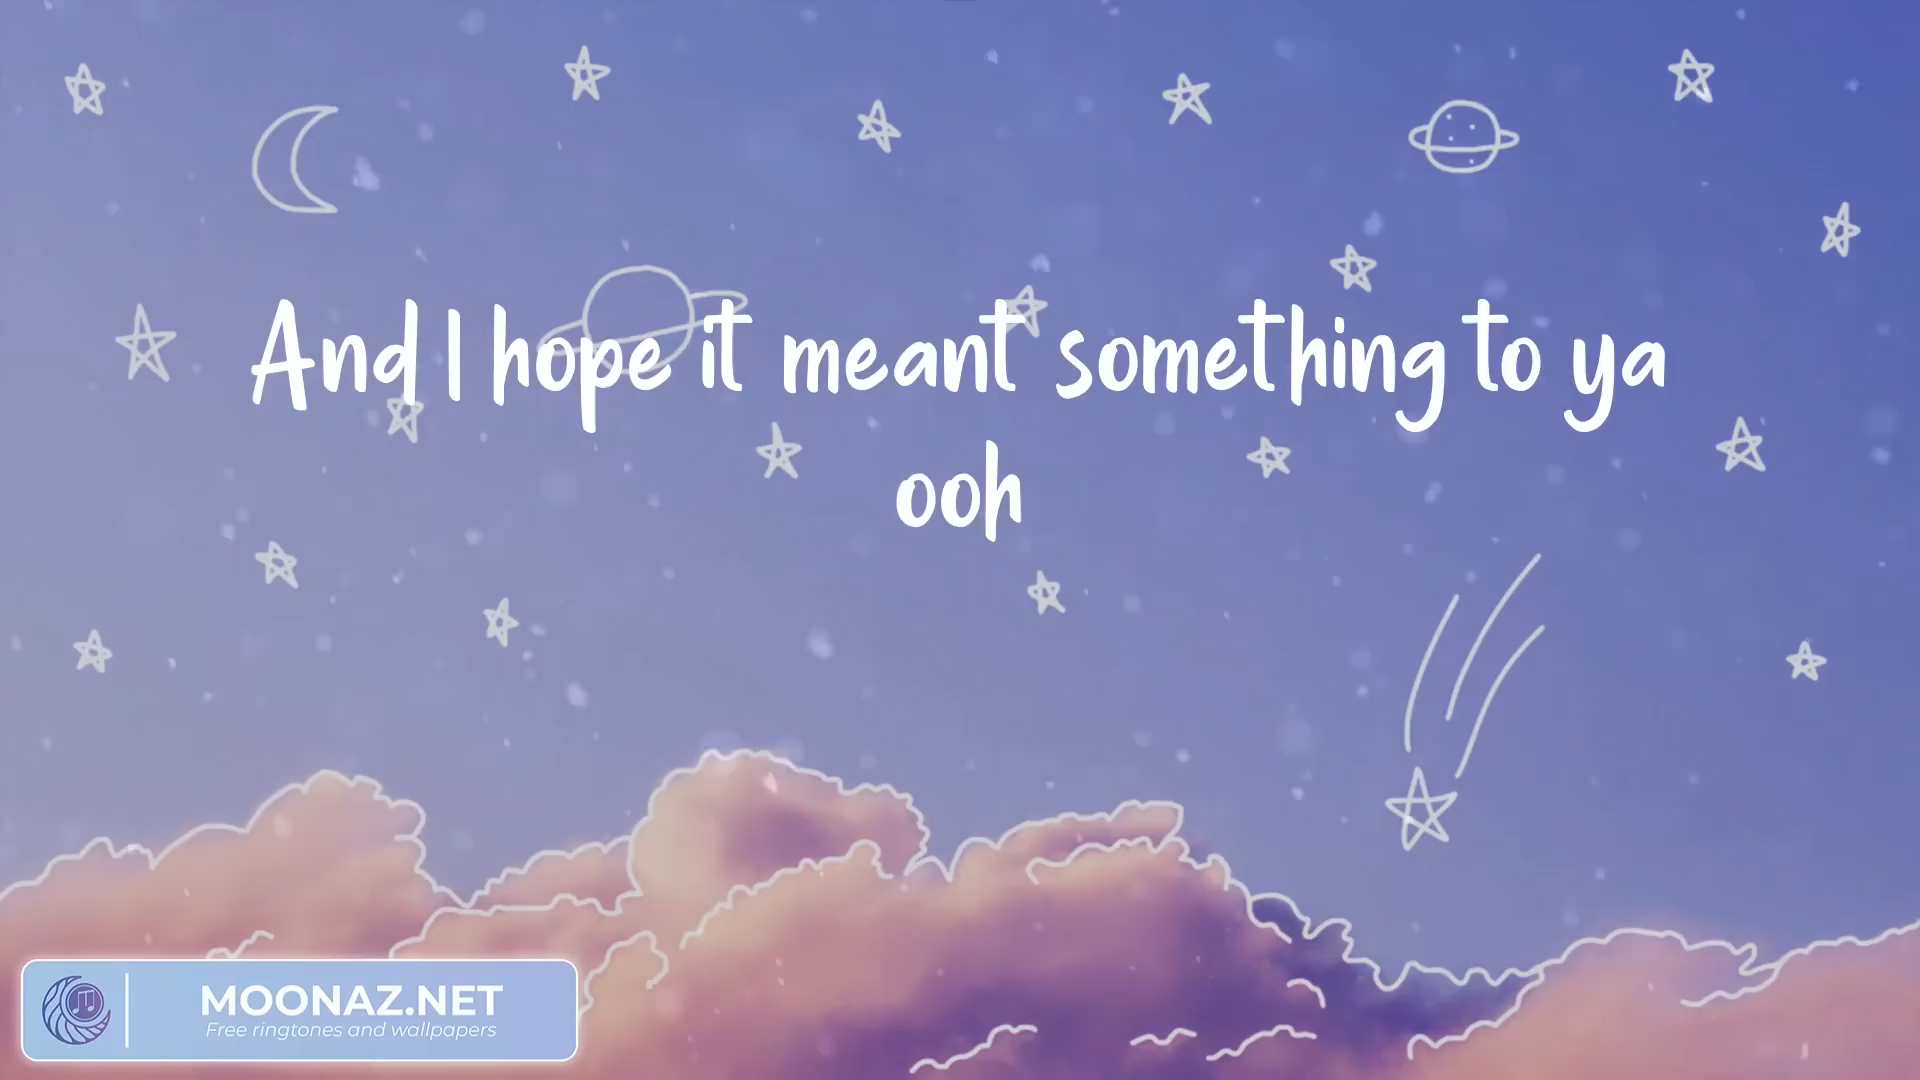 And I hope it meant something to ya
ooh
MOONAZ.NET
Free ringtones and wallpapers